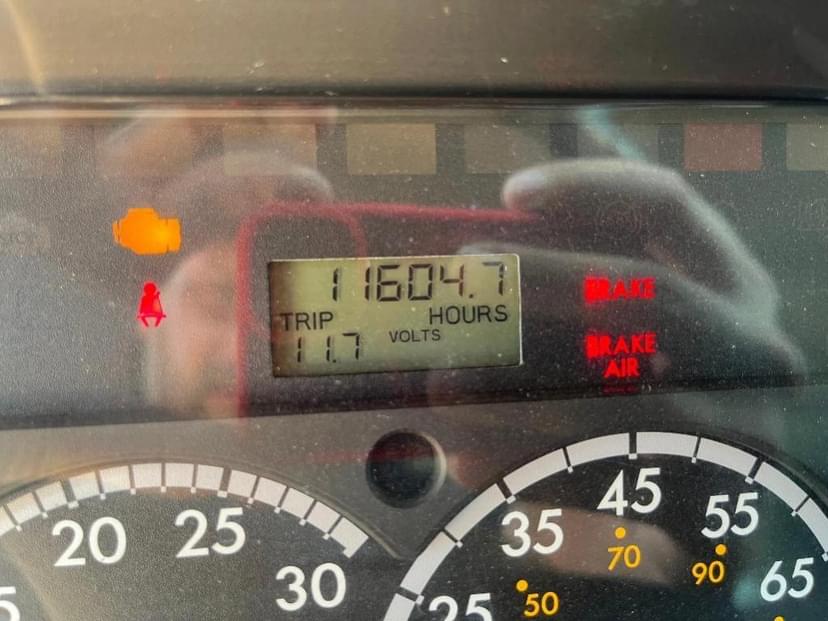 11604.7
TRIP HOURS
11.7 VOLTS
BRAKE
BRAKE
AIR
20 25 30
25 35 45 55 65
50 70 90